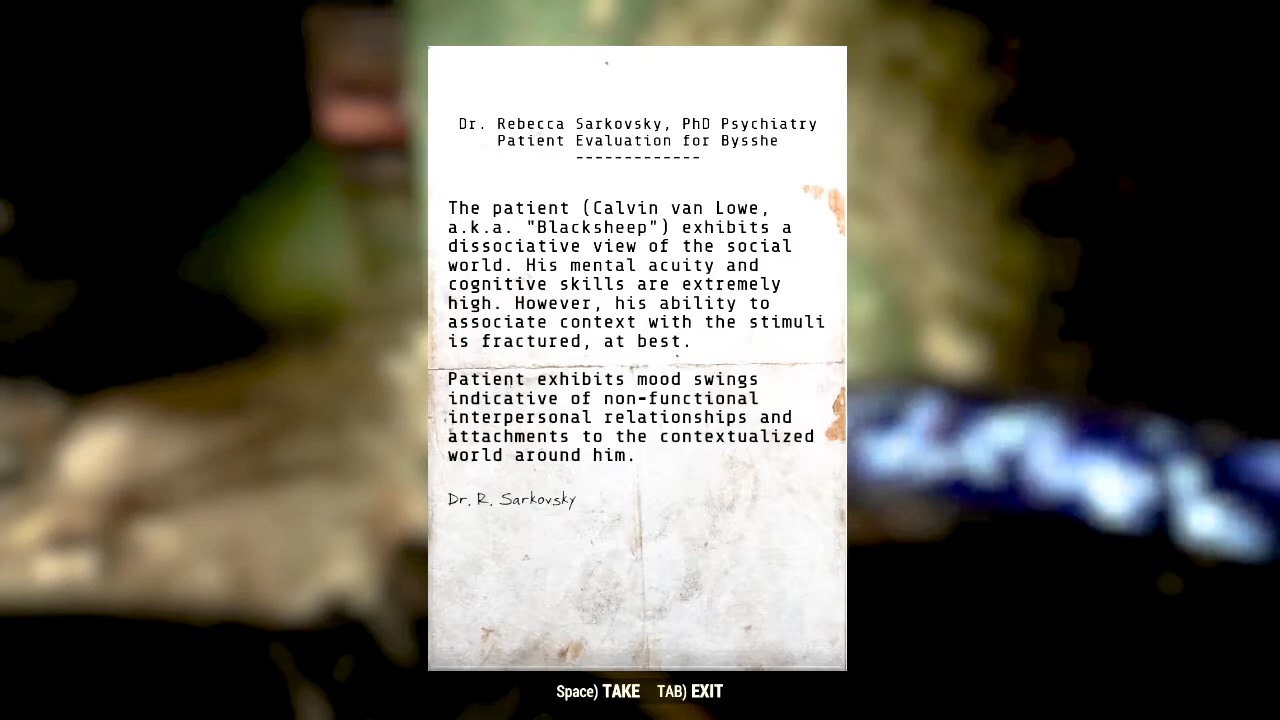 Dr. Rebecca Sarkovsky, PhD Psychiatry
Patient Evaluation for Bysshe
-------------
The patient (Calvin van Lowe,
a.k.a. "Blacksheep") exhibits a
dissociative view of the social
world. His mental acuity and
cognitive skills are extremely
high. However, his ability to
associate context with the stimuli
is fractured, at best.
Patient exhibits mood swings
indicative of non-functional
interpersonal relationships and
attachments to the contextualized
world around him.
Dr. R. Sarkovsky
Space) TAKE TAB) EXIT